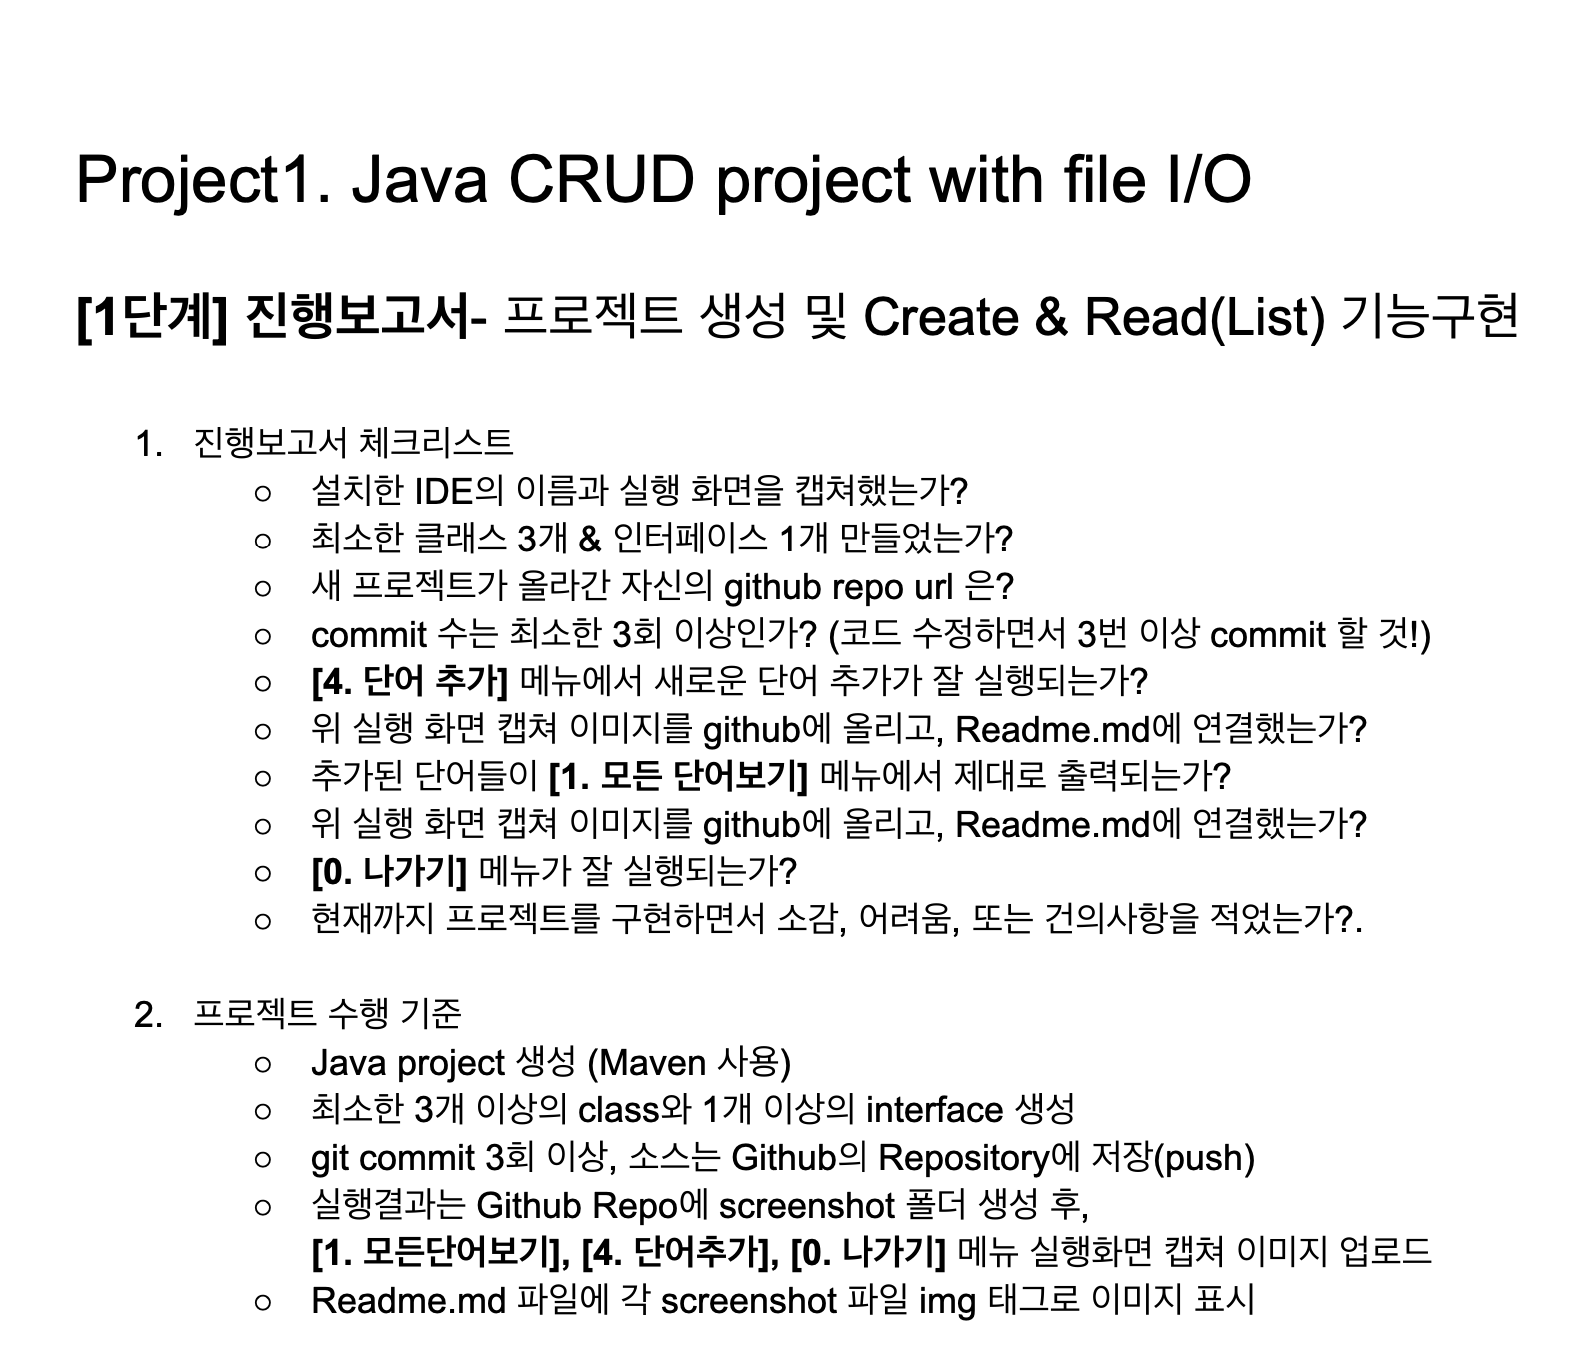 Project1. Java CRUD project with file I/O
[1단계] 진행보고서- 프로젝트 생성 및 Create & Read(List) 기능구현
1. 진행보고서 체크리스트
○ 설치한 IDE의 이름과 실행 화면을 캡쳐했는가?
○ 최소한 클래스 3개 & 인터페이스 1개 만들었는가?
○ 새 프로젝트가 올라간 자신의 github repo url 은?
○ commit 수는 최소한 3회 이상인가? (코드 수정하면서 3번 이상 commit 할 것!)
○ [4. 단어 추가] 메뉴에서 새로운 단어 추가가 잘 실행되는가?
○ 위 실행 화면 캡쳐 이미지를 github에 올리고, Readme.md에 연결했는가?
○ 추가된 단어들이 [1. 모든 단어보기] 메뉴에서 제대로 출력되는가?
○ 위 실행 화면 캡쳐 이미지를 github에 올리고, Readme.md에 연결했는가?
○ [0. 나가기] 메뉴가 잘 실행되는가?
○ 현재까지 프로젝트를 구현하면서 소감, 어려움, 또는 건의사항을 적었는가?.
2. 프로젝트 수행 기준
○ Java project 생성 (Maven 사용)
○ 최소한 3개 이상의 class와 1개 이상의 interface 생성
○ git commit 3회 이상, 소스는 Github의 Repository에 저장(push)
○ 실행결과는 Github Repo에 screenshot 폴더 생성 후,
[1. 모든단어보기], [4. 단어추가], [0. 나가기] 메뉴 실행화면 캡쳐 이미지 업로드
○ Readme.md 파일에 각 screenshot 파일 img 태그로 이미지 표시